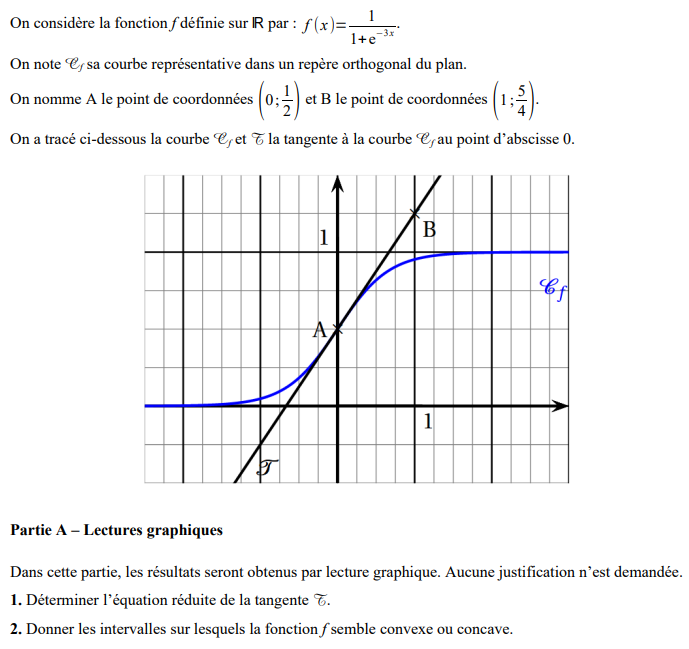 On considère la fonction f définie sur ℝ par : f(x)=1/(1+e^(−3x)).
On note 𝒞f sa courbe représentative dans un repère orthogonal du plan.
On nomme A le point de coordonnées (0;1/2) et B le point de coordonnées (1;5/4).
On a tracé ci-dessous la courbe 𝒞f et 𝒯 la tangente à la courbe 𝒞f au point d’abscisse 0.
1
B
𝒞f
A
1
𝒯
Partie A – Lectures graphiques
Dans cette partie, les résultats seront obtenus par lecture graphique. Aucune justification n’est demandée.
1. Déterminer l’équation réduite de la tangente 𝒯.
2. Donner les intervalles sur lesquels la fonction f semble convexe ou concave.